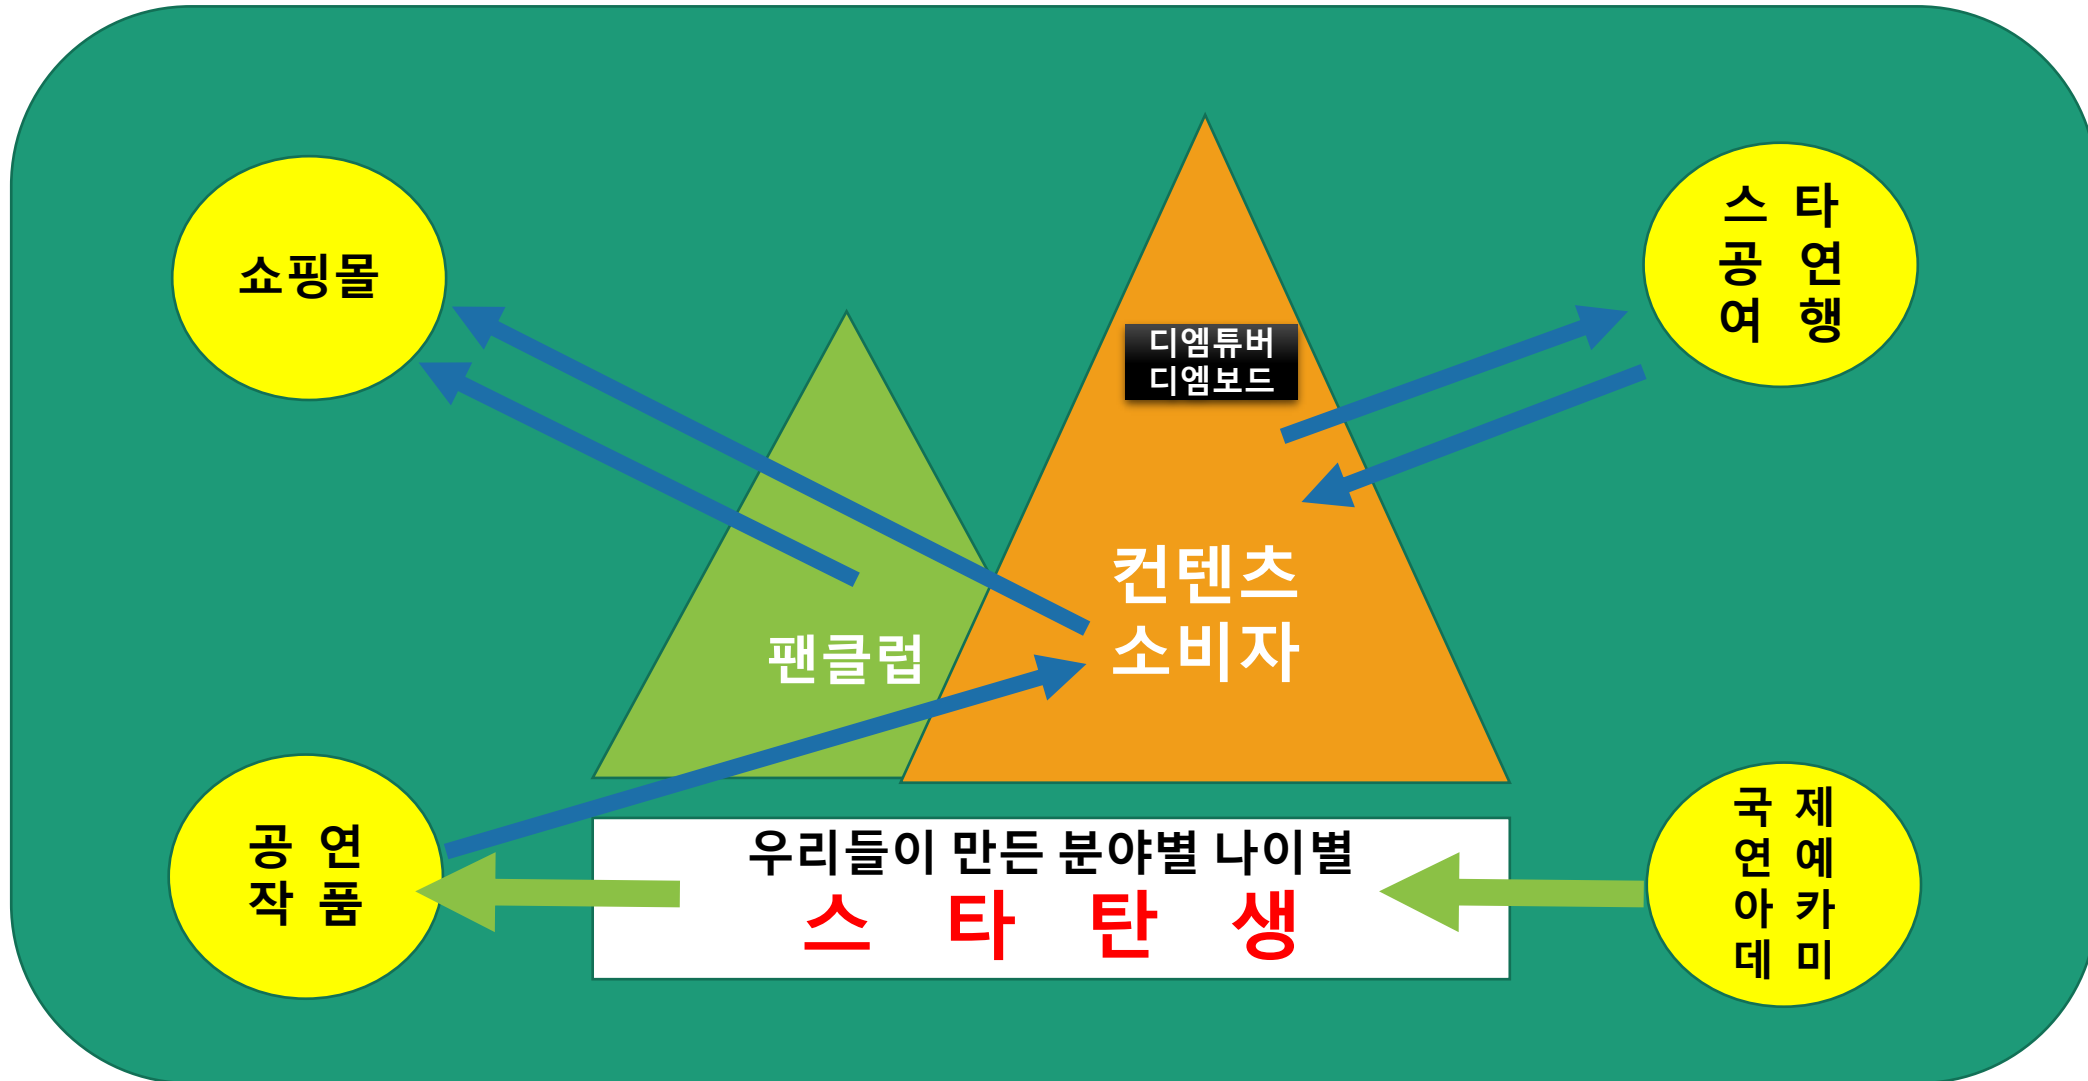 쇼핑몰
스 타
공 연
여 행
디엠튜버
디엠보드
컨텐츠
소비자
팬클럽
공 연
작 품
우리들이 만든 분야별 나이별
스 타 탄 생
국 제
연 예
아 카
데 미